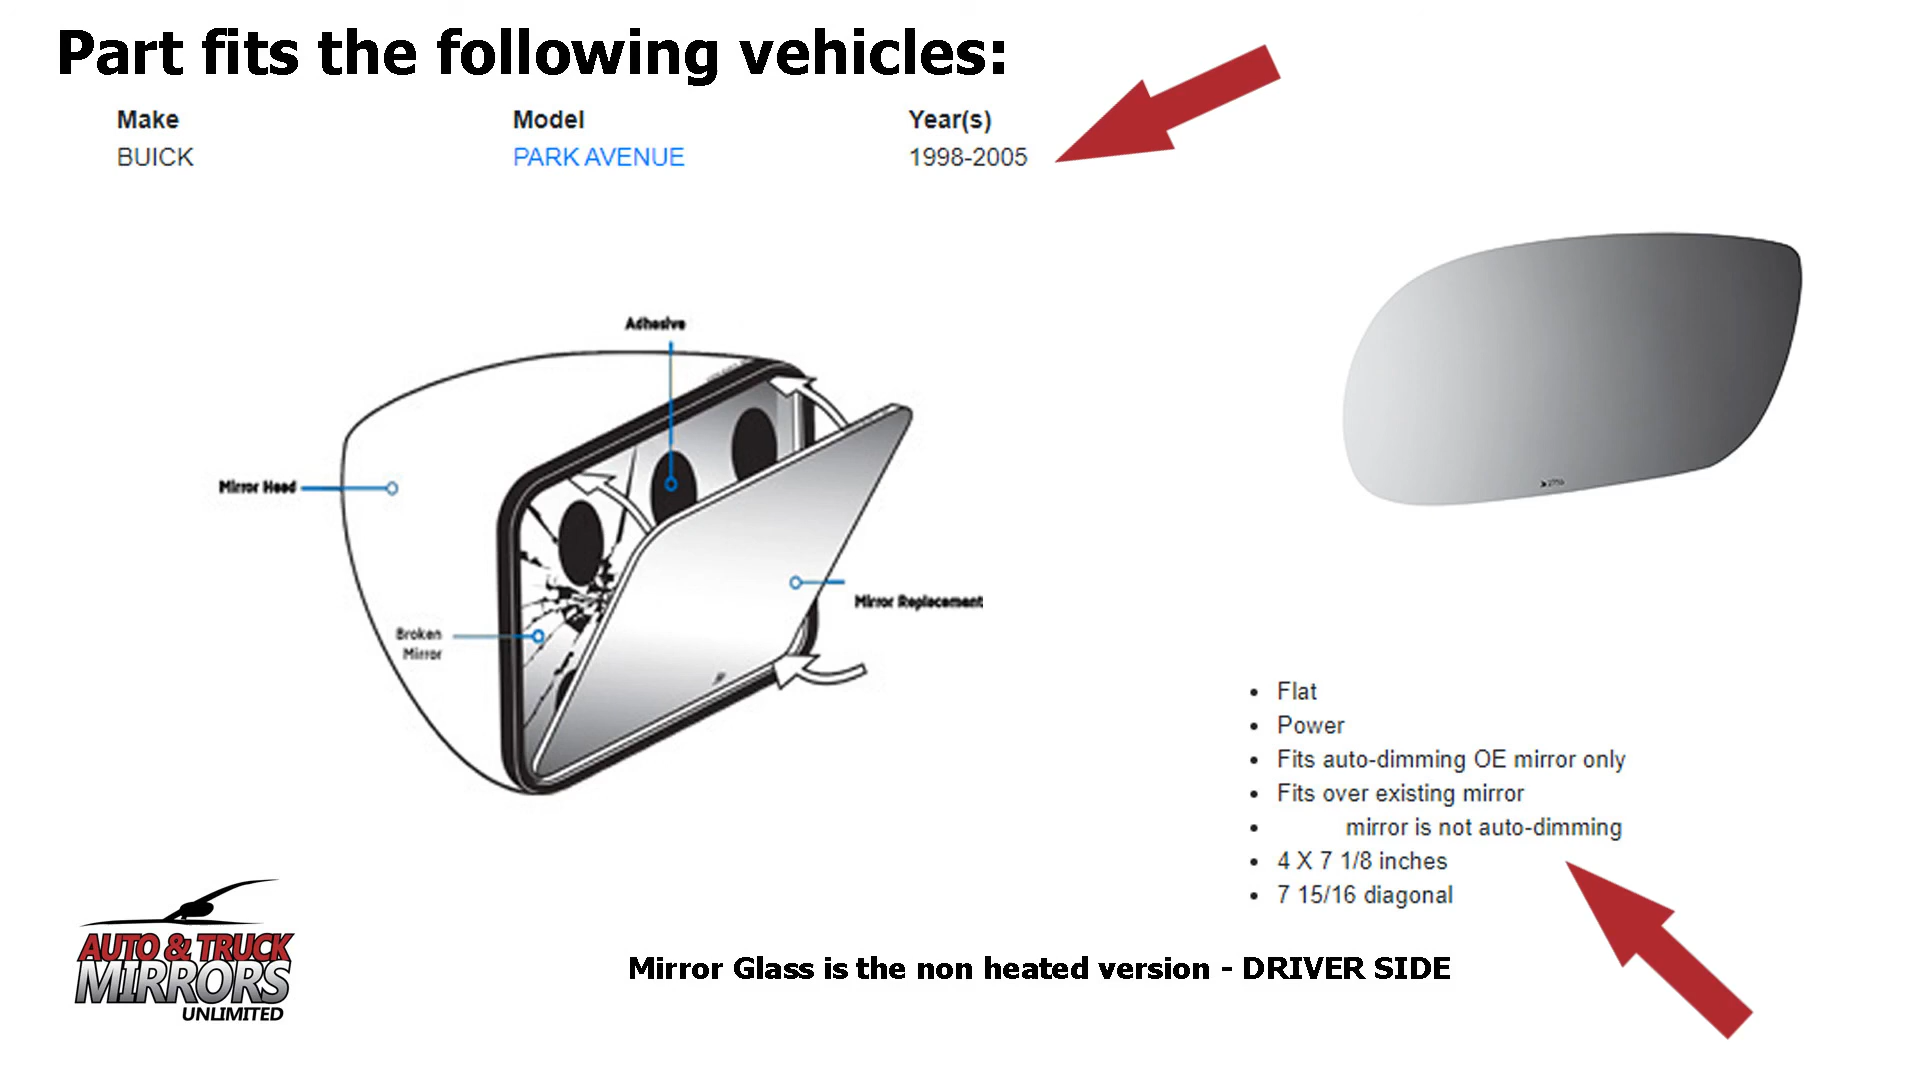 Part fits the following vehicles:
Make Model Year(s)
BUICK PARK AVENUE 1998-2005
Adhesive
Mirror Head
Mirror Replacement
Broken
Mirror
• Flat
• Power
• Fits auto-dimming OE mirror only
• Fits over existing mirror
• mirror is not auto-dimming
• 4 X 7 1/8 inches
• 7 15/16 diagonal
AUTO & TRUCK
MIRRORS
UNLIMITED
Mirror Glass is the non heated version - DRIVER SIDE